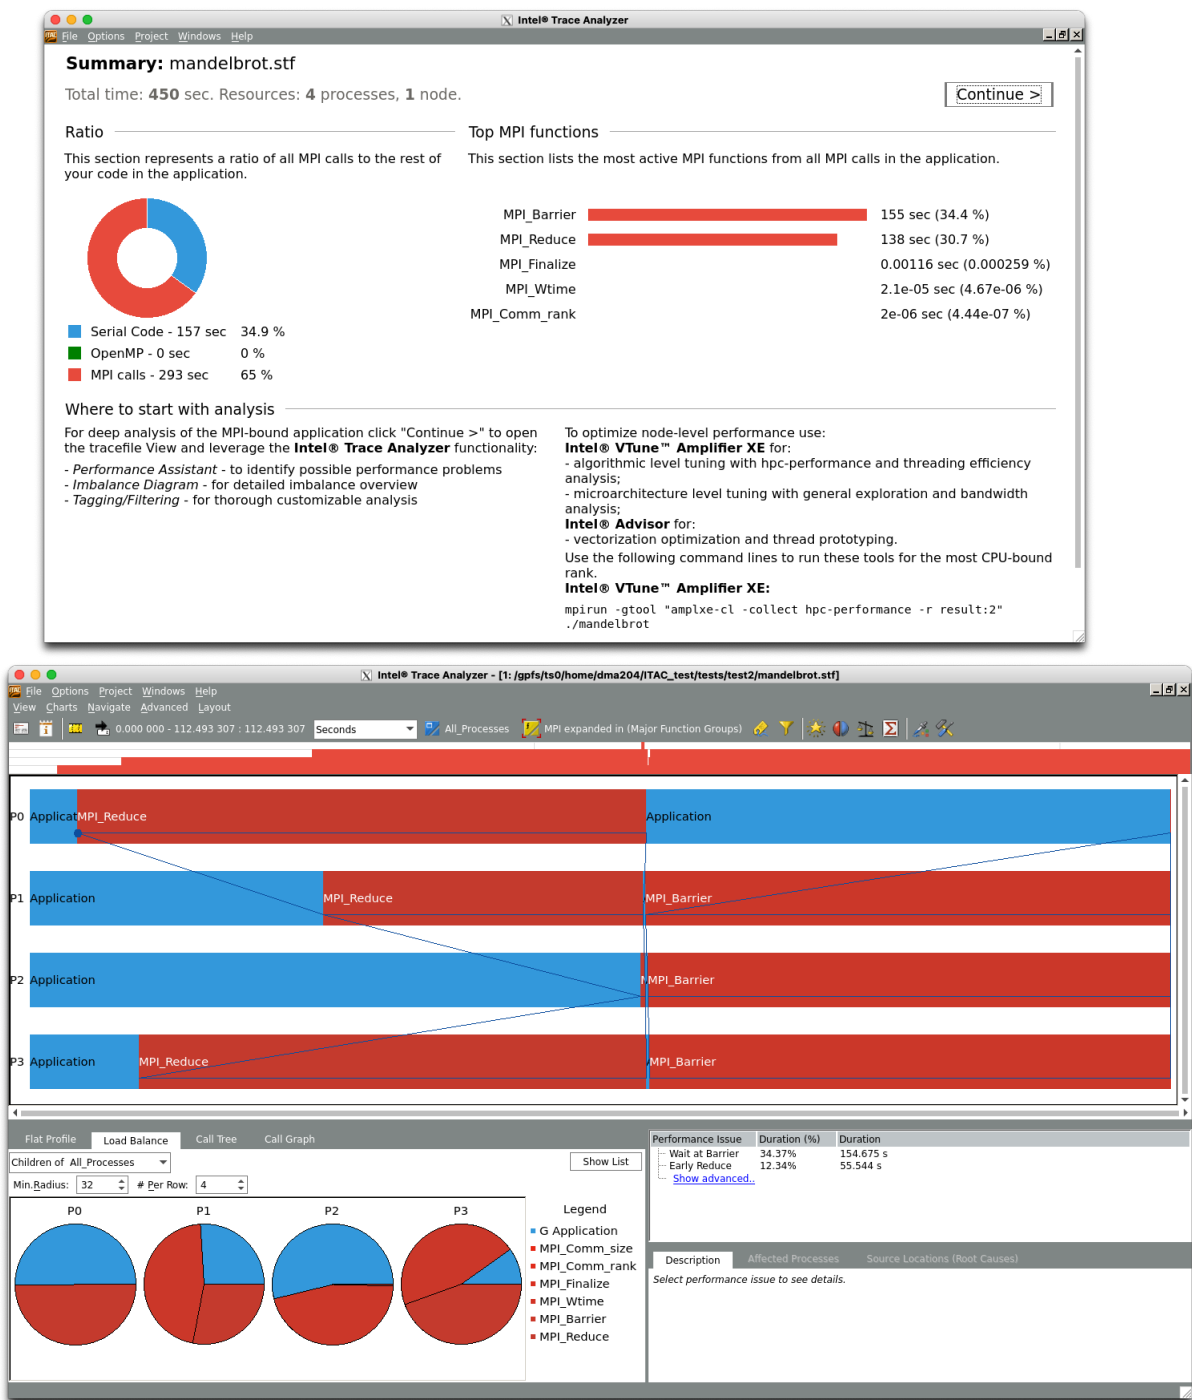 Intel® Trace Analyzer
File Options Project Windows Help
Summary: mandelbrot.stf
Total time: 450 sec. Resources: 4 processes, 1 node.
Continue >
Ratio
This section represents a ratio of all MPI calls to the rest of
your code in the application.
Serial Code - 157 sec 34.9 %
OpenMP - 0 sec 0 %
MPI calls - 293 sec 65 %
Top MPI functions
This section lists the most active MPI functions from all MPI calls in the application.
MPI_Barrier 155 sec (34.4 %)
MPI_Reduce 138 sec (30.7 %)
MPI_Finalize 0.00116 sec (0.000259 %)
MPI_Wtime 2.1e-05 sec (4.67e-06 %)
MPI_Comm_rank 2e-06 sec (4.44e-07 %)
Where to start with analysis
For deep analysis of the MPI-bound application click "Continue >" to open
the tracefile View and leverage the Intel® Trace Analyzer functionality:
- Performance Assistant - to identify possible performance problems
- Imbalance Diagram - for detailed imbalance overview
- Tagging/Filtering - for thorough customizable analysis
To optimize node-level performance use:
Intel® VTune™ Amplifier XE for:
- algorithmic level tuning with hpc-performance and threading efficiency
analysis;
- microarchitecture level tuning with general exploration and bandwidth
analysis;
Intel® Advisor for:
- vectorization optimization and thread prototyping.
Use the following command lines to run these tools for the most CPU-bound
rank.
Intel® VTune™ Amplifier XE:
mpirun -gtool "amplxe-cl -collect hpc-performance -r result:2"
./mandelbrot
Intel® Trace Analyzer - [1: /gpfs/ts0/home/dma204/ITAC_test/tests/test2/mandelbrot.stf]
File Options Project Windows Help
View Charts Navigate Advanced Layout
0.000 000 - 112.493 307 : 112.493 307 Seconds All_Processes MPI expanded in (Major Function Groups)
P0 Applicat MPI_Reduce Application
P1 Application MPI_Reduce MPI_Barrier
P2 Application MPI_Barrier
P3 Application MPI_Reduce MPI_Barrier
Flat Profile Load Balance Call Tree Call Graph
Children of All_Processes Show List
Min.Radius: 32 # Per Row: 4
P0 P1 P2 P3
Legend
G Application
MPI_Comm_size
MPI_Comm_rank
MPI_Finalize
MPI_Wtime
MPI_Barrier
MPI_Reduce
Performance Issue Duration (%) Duration
Wait at Barrier 34.37% 154.675 s
Early Reduce 12.34% 55.544 s
Show advanced..
Description Affected Processes Source Locations (Root Causes)
Select performance issue to see details.